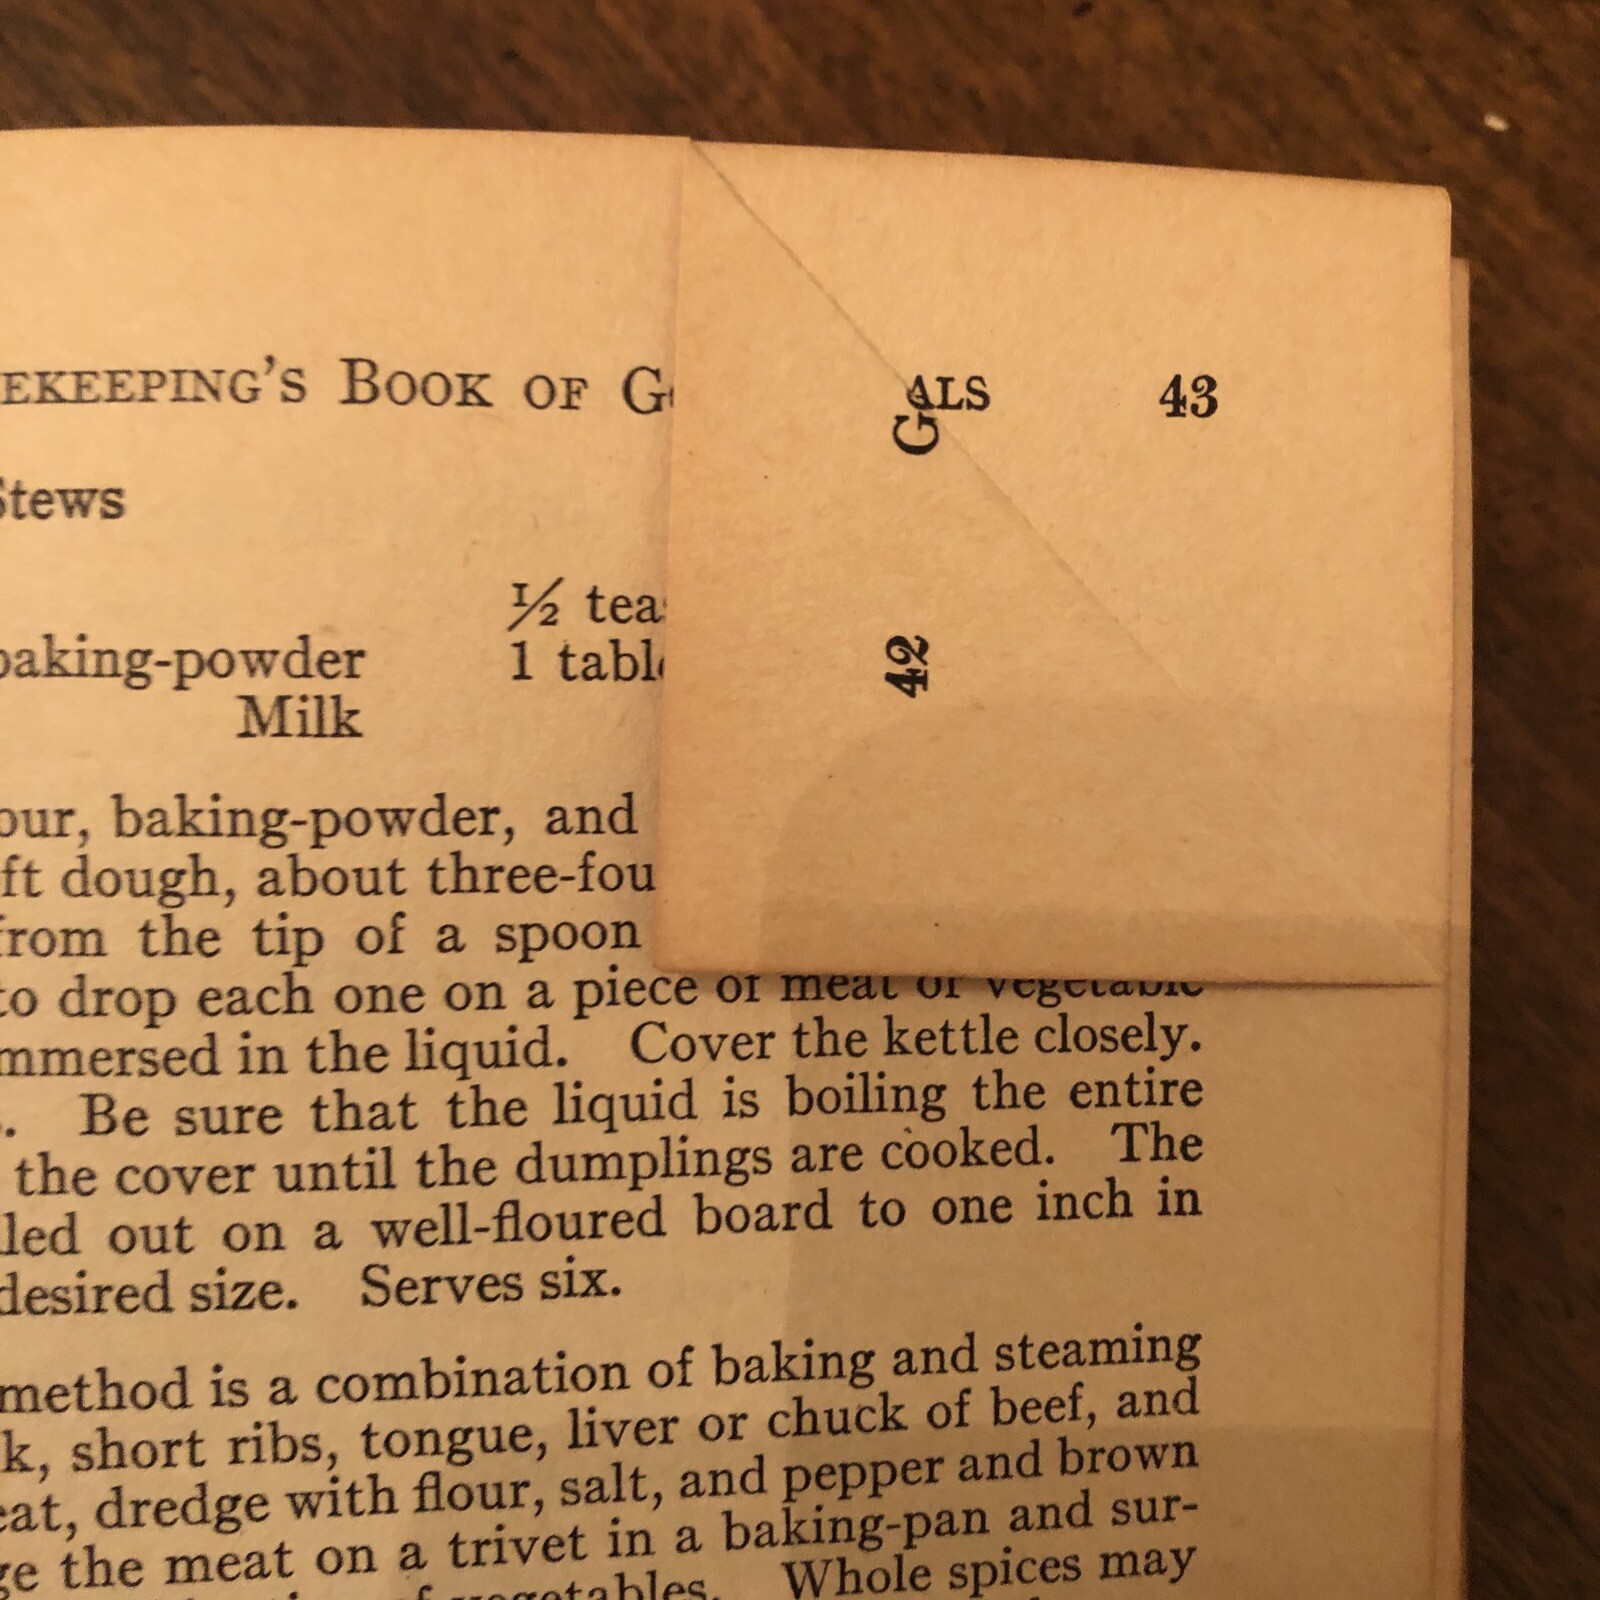 EKEEPING'S BOOK OF G
ALS 43
G
42
Stews
½ tea
baking-powder 1 tabl
Milk
our, baking-powder, and
ft dough, about three-fou
from the tip of a spoon
to drop each one on a piece of meat or vegetable
mmersed in the liquid. Cover the kettle closely.
s. Be sure that the liquid is boiling the entire
the cover until the dumplings are cooked. The
led out on a well-floured board to one inch in
desired size. Serves six.
method is a combination of baking and steaming
k, short ribs, tongue, liver or chuck of beef, and
eat, dredge with flour, salt, and pepper and brown
ge the meat on a trivet in a baking-pan and sur-
of vegetables. Whole spices may